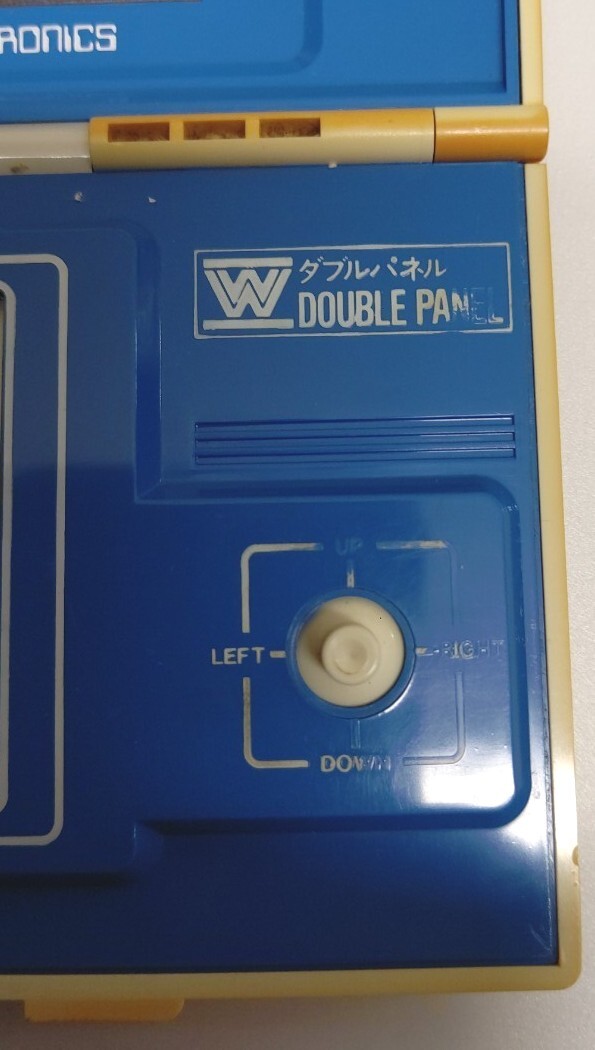 RONICS
W ダブルパネル
DOUBLE PANEL
UP
LEFT
RIGHT
DOWN